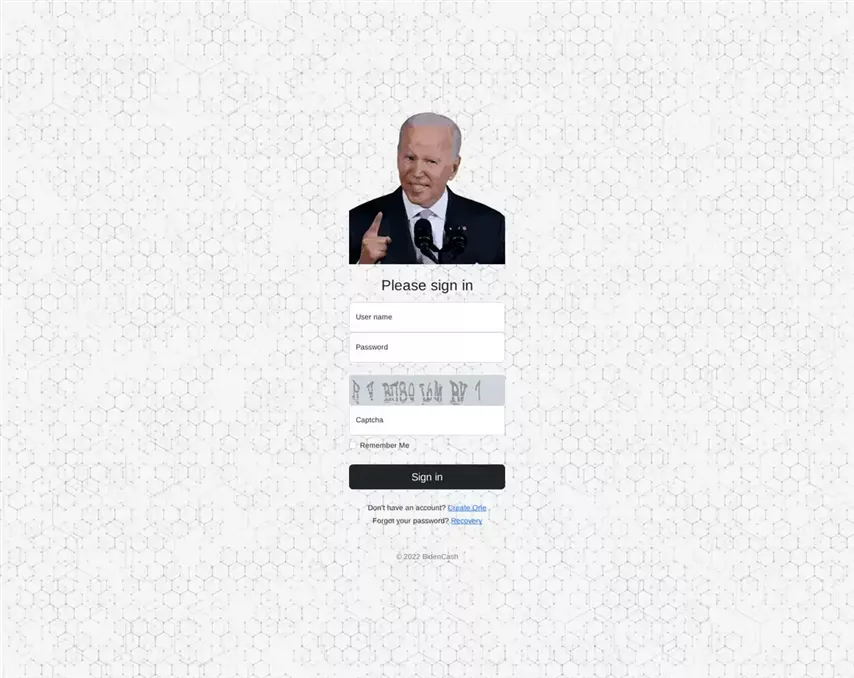 Please sign in
User name
Password
Captcha
Remember Me
Sign in
Don't have an account? Create One
Forgot your password? Recovery
© 2022 BidenCash